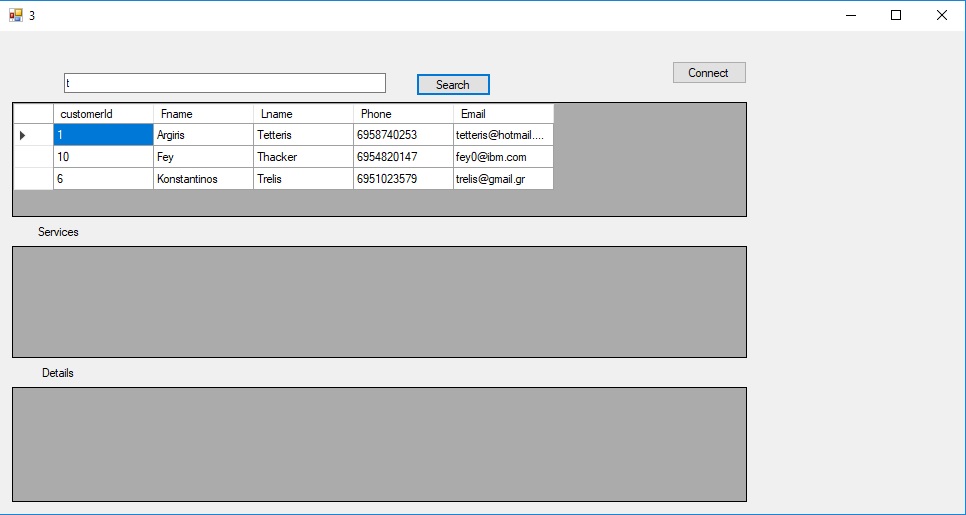 3
Connect
t Search
customerId Fname Lname Phone Email
1 Argiris Tetteris 6958740253 tetteris@hotmail....
10 Fey Thacker 6954820147 fey0@ibm.com
6 Konstantinos Trelis 6951023579 trelis@gmail.gr
Services
Details